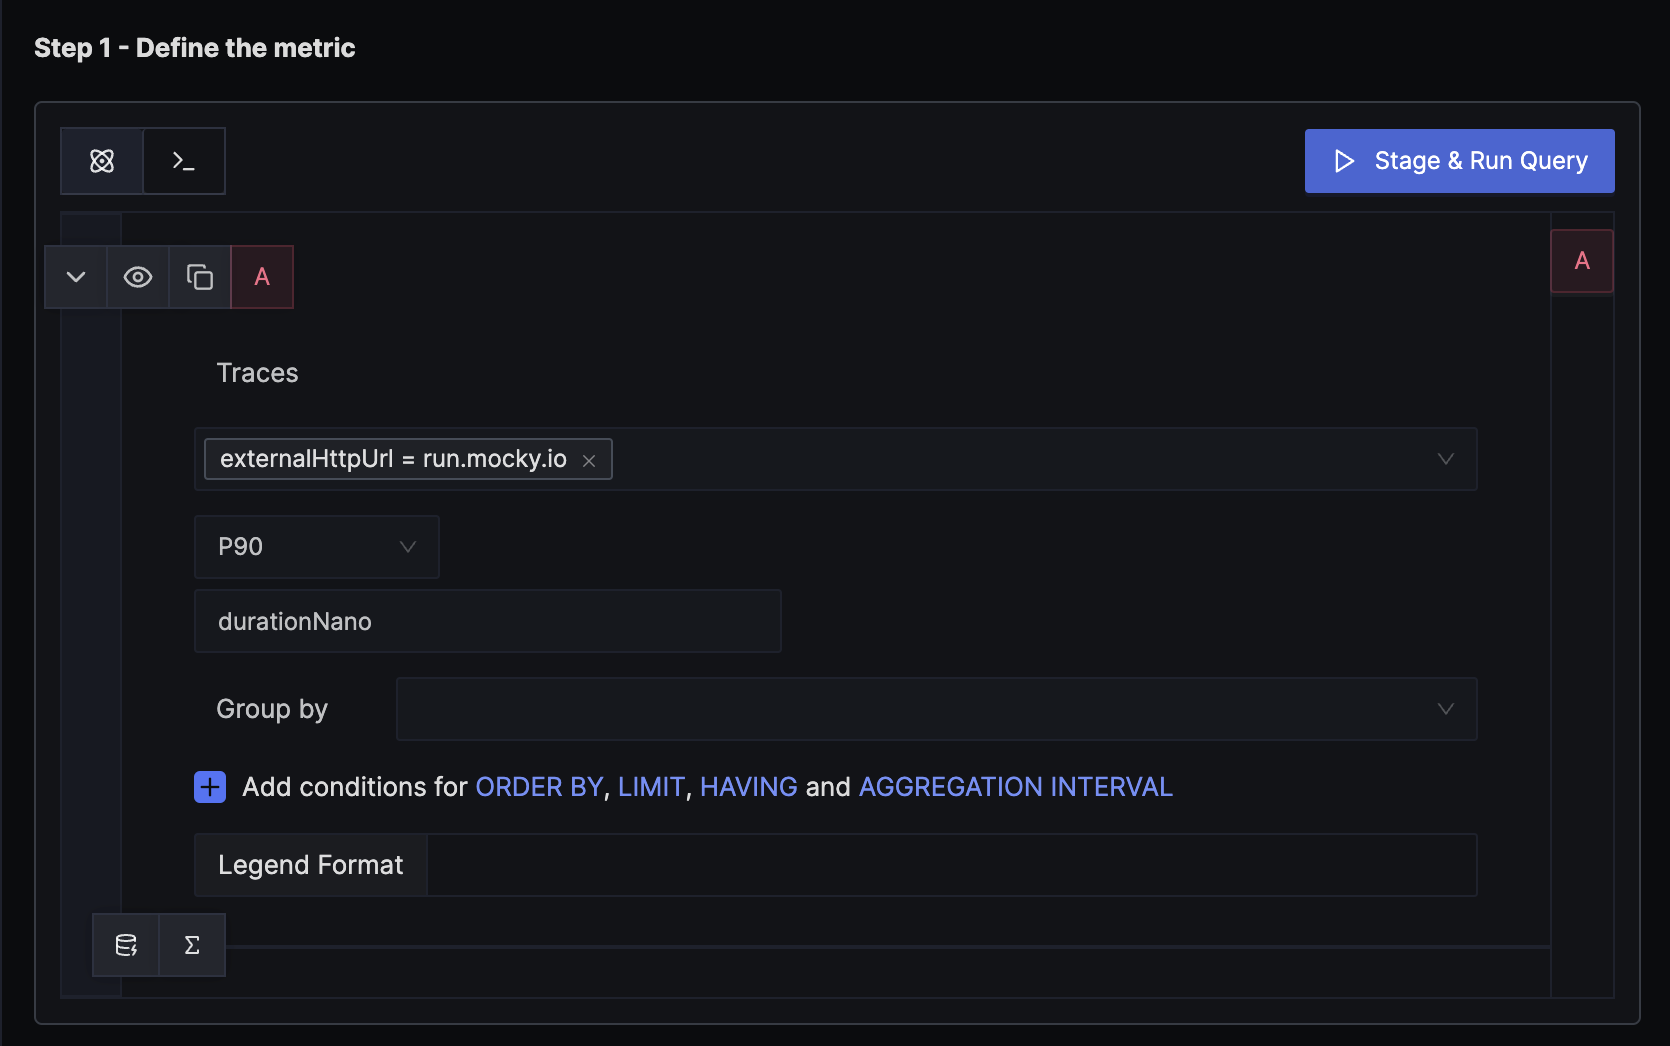 Step 1 - Define the metric
Stage & Run Query
A
A
Traces
externalHttpUrl = run.mocky.io
P90
durationNano
Group by
Add conditions for ORDER BY, LIMIT, HAVING and AGGREGATION INTERVAL
Legend Format
Σ